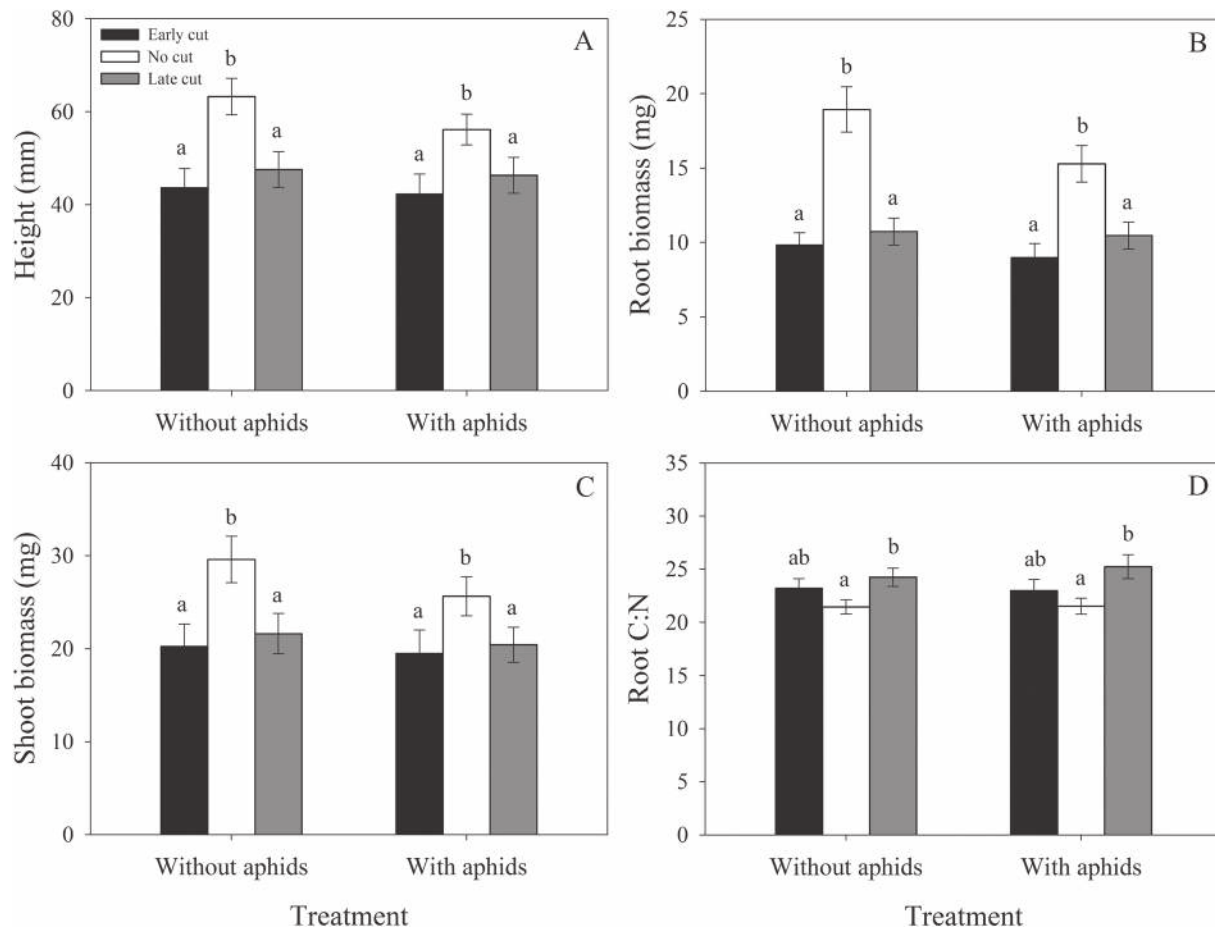 A
Early cut
No cut
Late cut
Height (mm)
80
60
40
20
0
a
b
a
a
b
a
Without aphids
With aphids
B
Root biomass (mg)
25
20
15
10
5
0
a
b
a
a
b
a
Without aphids
With aphids
C
Shoot biomass (mg)
40
30
20
10
0
a
b
a
a
b
a
Without aphids
With aphids
Treatment
D
Root C:N
35
30
25
20
15
10
5
0
ab
a
b
ab
a
b
Without aphids
With aphids
Treatment